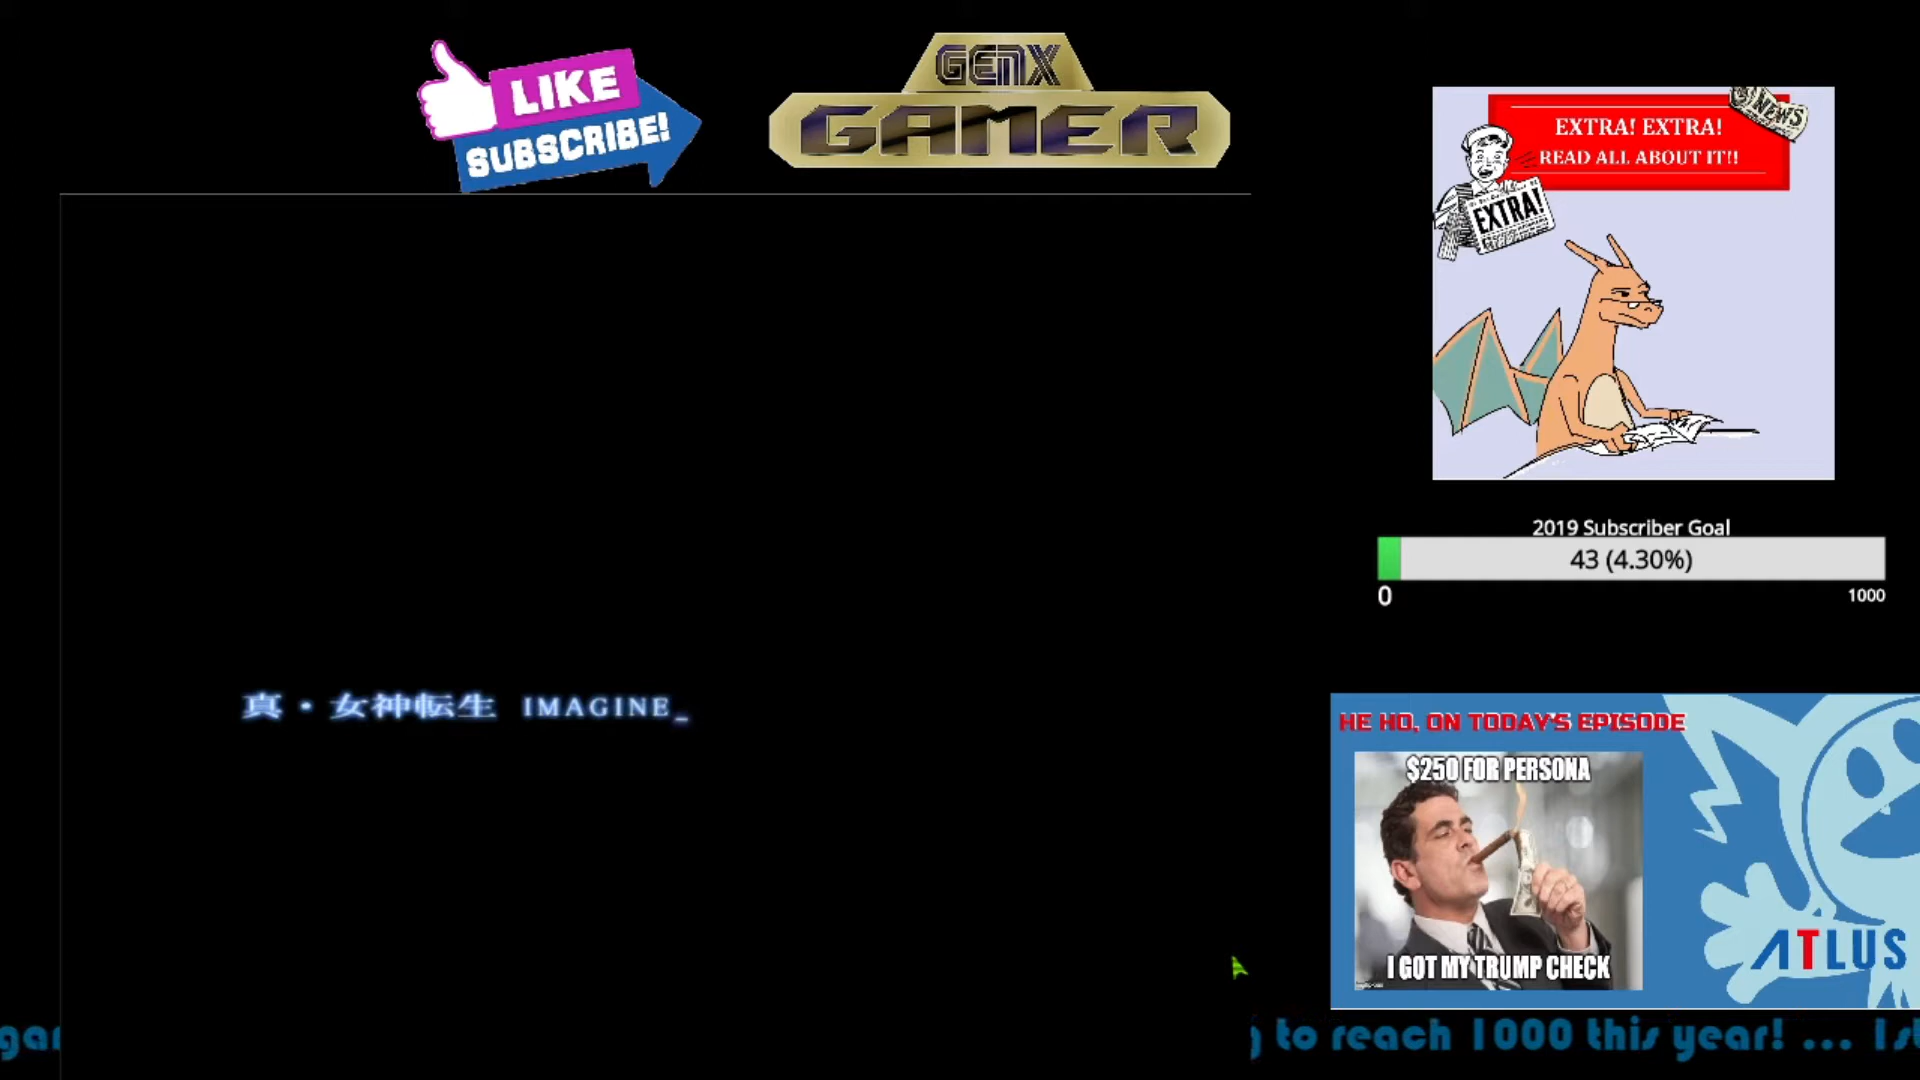 LIKE
SUBSCRIBE!
GENX
GAMER
NEWS
EXTRA! EXTRA!
READ ALL ABOUT IT!!
EXTRA!
2019 Subscriber Goal
43 (4.30%)
0
1000
真・女神転生 IMAGINE_
HE HO, ON TODAY'S EPISODE
$250 FOR PERSONA
I GOT MY TRUMP CHECK
ATLUS
to reach 1000 this year! ...